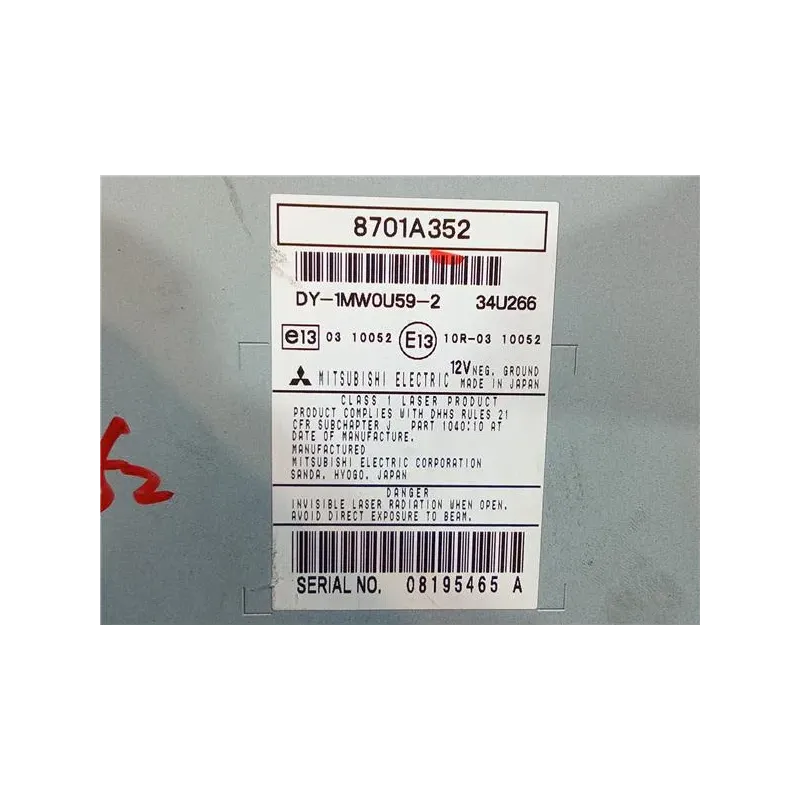 8701A352
DY-1MW0U59-2 34U266
e13 03 10052 E13 10R-03 10052
MITSUBISHI ELECTRIC 12V NEG. GROUND
MADE IN JAPAN
CLASS 1 LASER PRODUCT
PRODUCT COMPLIES WITH DHHS RULES 21
CFR SUBCHAPTER J, PART 1040:10 AT
DATE OF MANUFACTURE.
MANUFACTURED
MITSUBISHI ELECTRIC CORPORATION
SANDA, HYOGO, JAPAN
DANGER
INVISIBLE LASER RADIATION WHEN OPEN.
AVOID DIRECT EXPOSURE TO BEAM.
SERIAL NO. 08195465 A